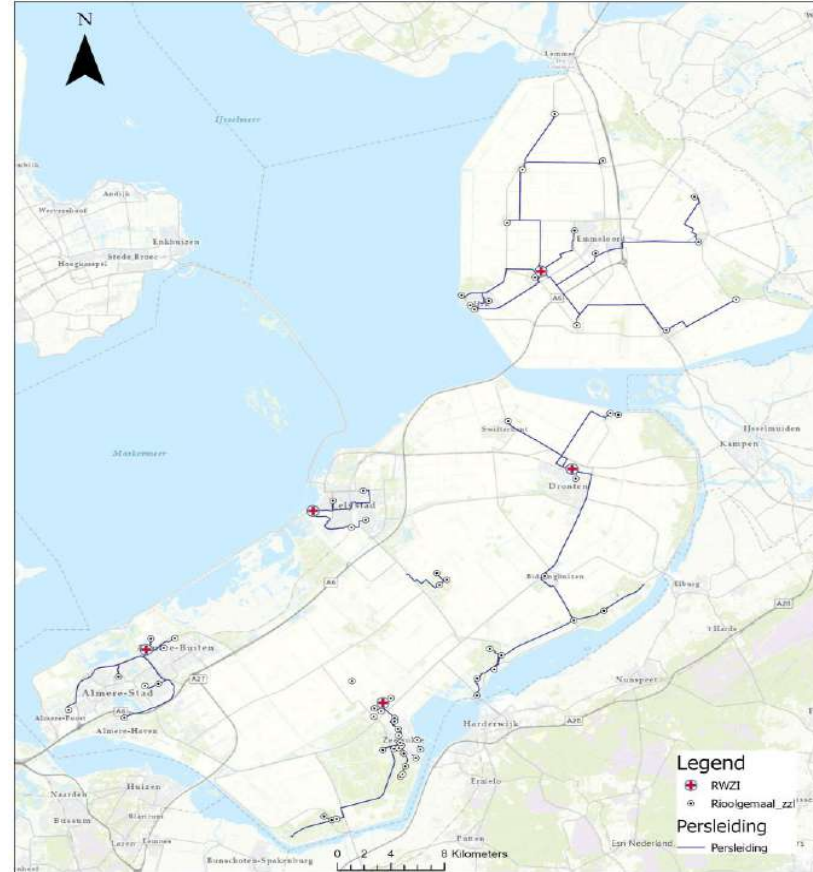 N
Lemmer
IJsselmeer
Andijk
Wervershoof
Enkhuizen
Stede Broec
Hoogkarspel
Emmeloord
A6
Markermeer
Swifterbant
IJsselmuiden
Kampen
Dronten
Lelystad
Biddinghuizen
Elburg
A6
A28
't Harde
Almere-Buiten
A27
Nunspeet
Almere-Stad
A6
Almere-Poort
Almere-Haven
Harderwijk
A28
Zeewolde
Huizen
Naarden
Bussum
Blaricum
Laren
Eemnes
Ermelo
Putten
Bunschoten-Spakenburg
Legend
RWZI
Rioolgemaal_zzl
Persleiding
Persleiding
Esri Nederland
0 2 4 8 Kilometers